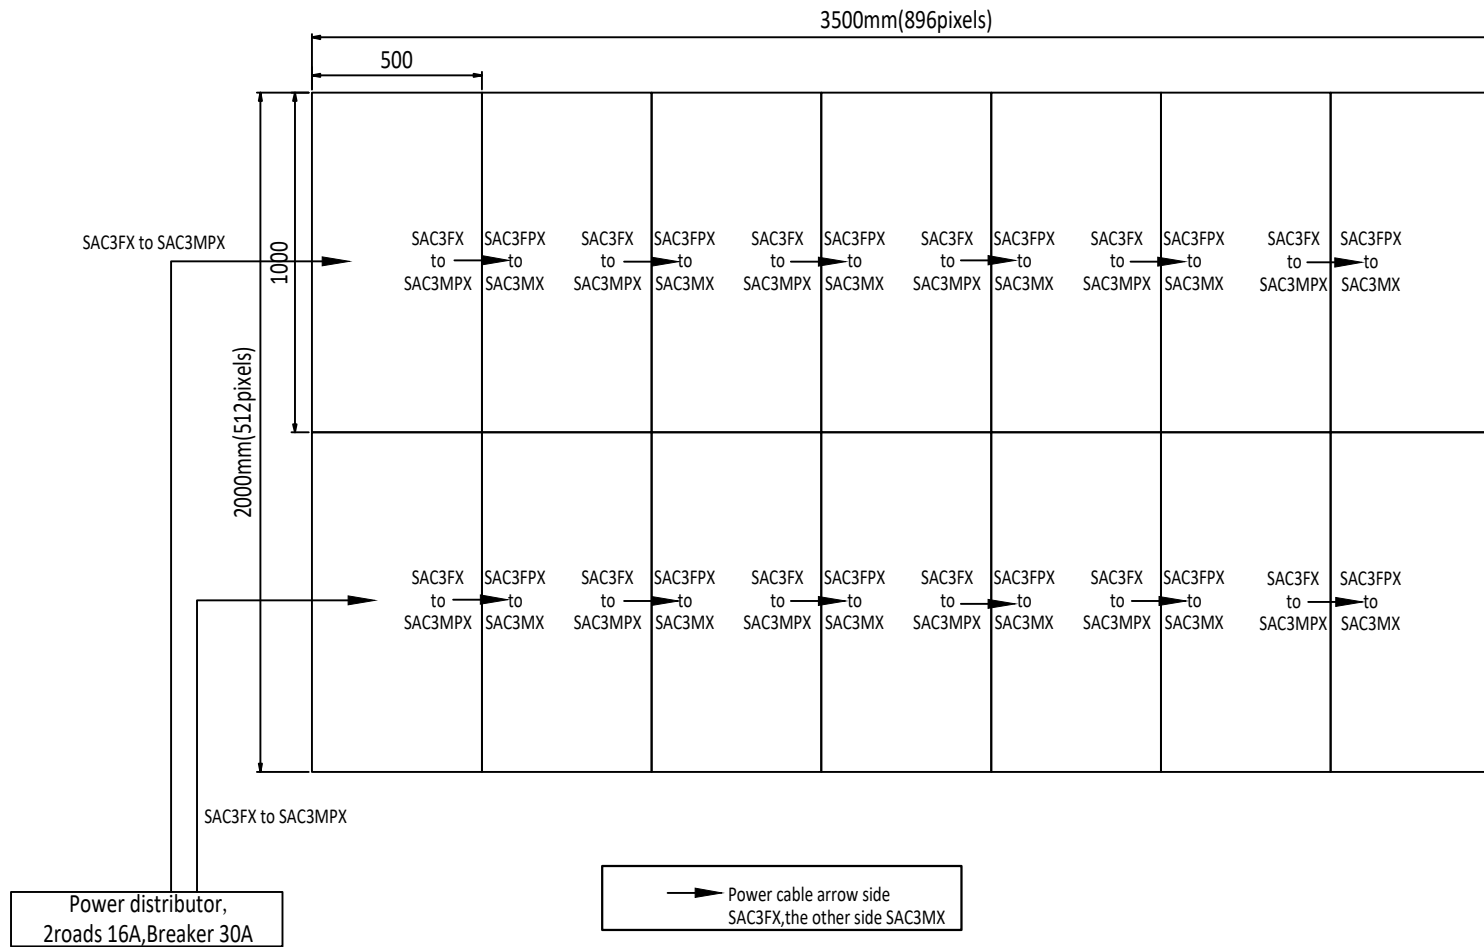 3500mm(896pixels)
500
SAC3FX to SAC3MPX
1000
2000mm(512pixels)
SAC3FX SAC3FPX SAC3FX SAC3FPX SAC3FX SAC3FPX SAC3FX SAC3FPX SAC3FX SAC3FPX SAC3FX SAC3FPX
to to to to to to to to to to to to
SAC3MPX SAC3MX SAC3MPX SAC3MX SAC3MPX SAC3MX SAC3MPX SAC3MX SAC3MPX SAC3MX SAC3MPX SAC3MX
SAC3FX SAC3FPX SAC3FX SAC3FPX SAC3FX SAC3FPX SAC3FX SAC3FPX SAC3FX SAC3FPX SAC3FX SAC3FPX
to to to to to to to to to to to to
SAC3MPX SAC3MX SAC3MPX SAC3MX SAC3MPX SAC3MX SAC3MPX SAC3MX SAC3MPX SAC3MX SAC3MPX SAC3MX
SAC3FX to SAC3MPX
Power distributor,
2roads 16A,Breaker 30A
Power cable arrow side
SAC3FX,the other side SAC3MX